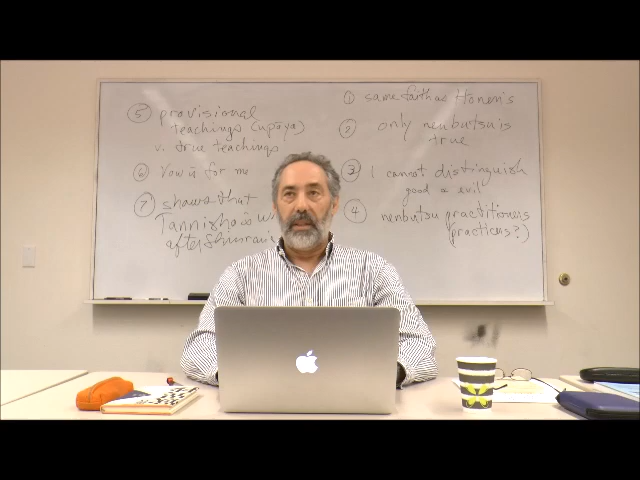 ① same faith as Honen's
② only nenbutsu is
true
③ I cannot distinguish
good & evil
④ nenbutsu practitioners
(practices?)
⑤ provisional
teachings (upaya)
v. true teachings
⑥ Vow is for me
⑦ shows that
Tannisho is
after Shinran's